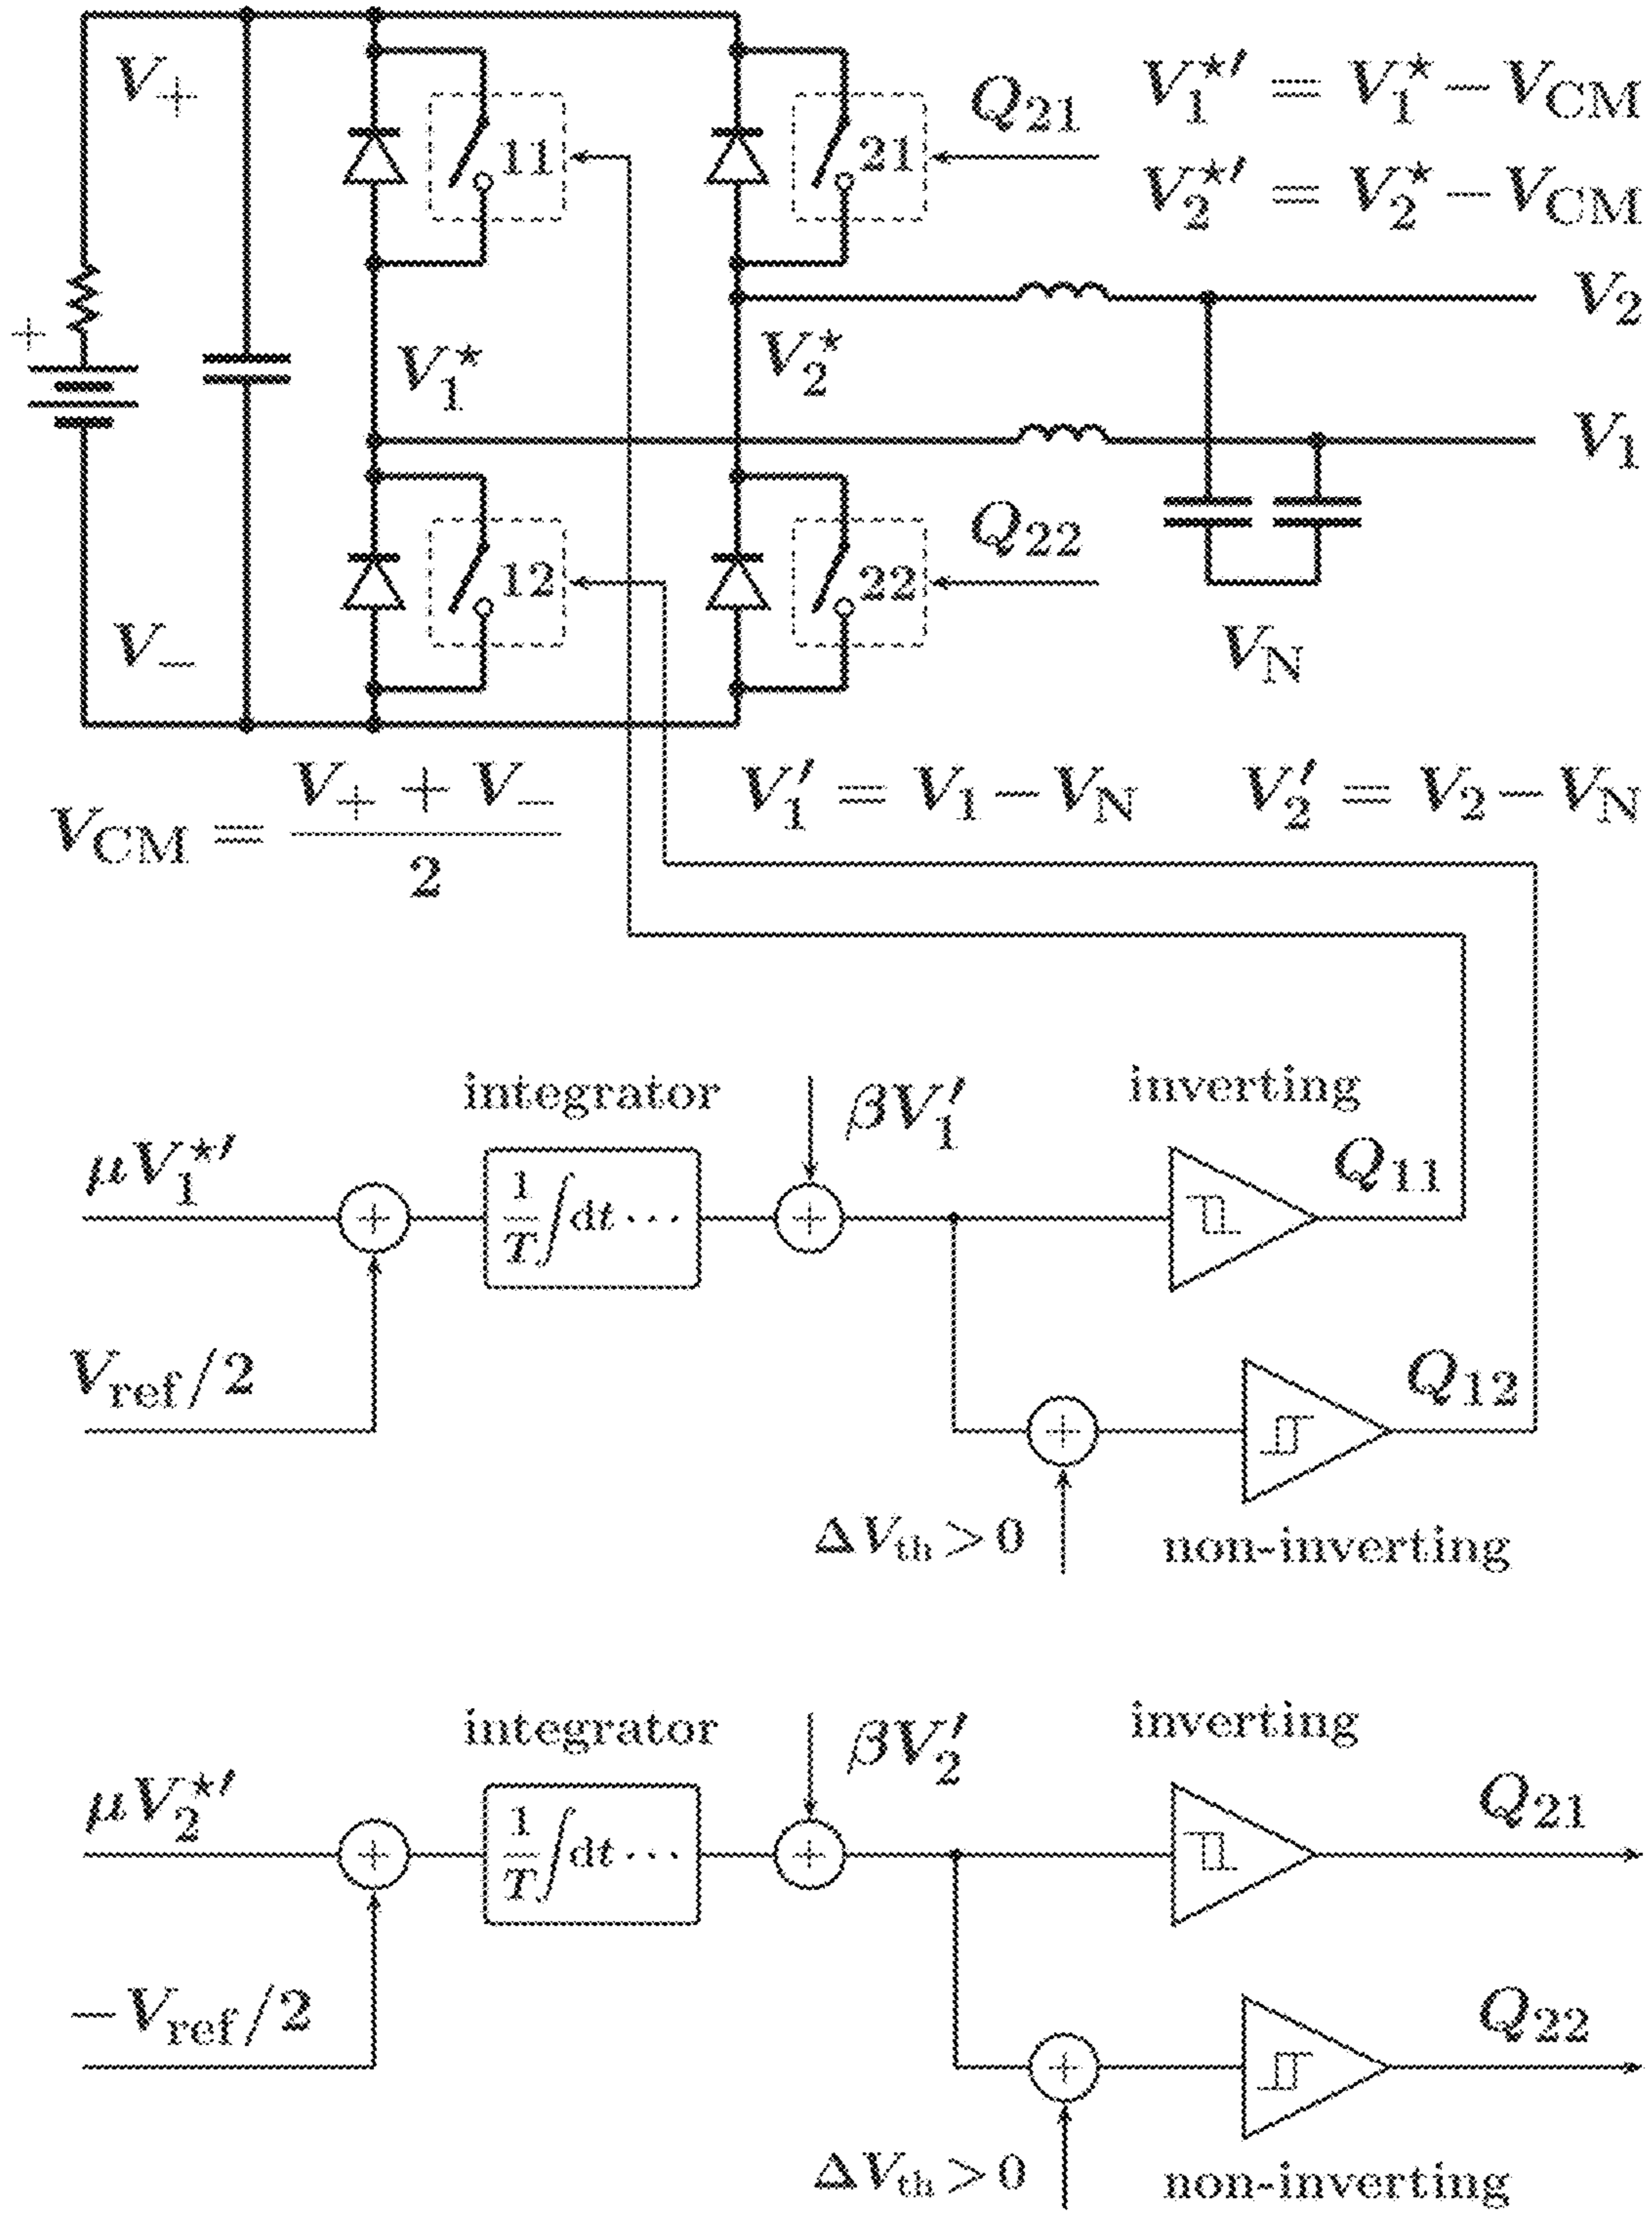 V₊
11
21
Q₂₁
V₁*′ = V₁* − V_CM
V₂*′ = V₂* − V_CM
+
V₁*
V₂*
V₂
V₁
V₋
12
22
Q₂₂
V_N
V_CM = (V₊ + V₋)/2
V₁′ = V₁ − V_N
V₂′ = V₂ − V_N
integrator
βV₁′
inverting
μV₁*′
+
1/T ∫dt ···
+
Q₁₁
V_ref/2
+
Q₁₂
ΔV_th > 0
non-inverting
integrator
βV₂′
inverting
μV₂*′
+
1/T ∫dt ···
+
Q₂₁
−V_ref/2
+
Q₂₂
ΔV_th > 0
non-inverting